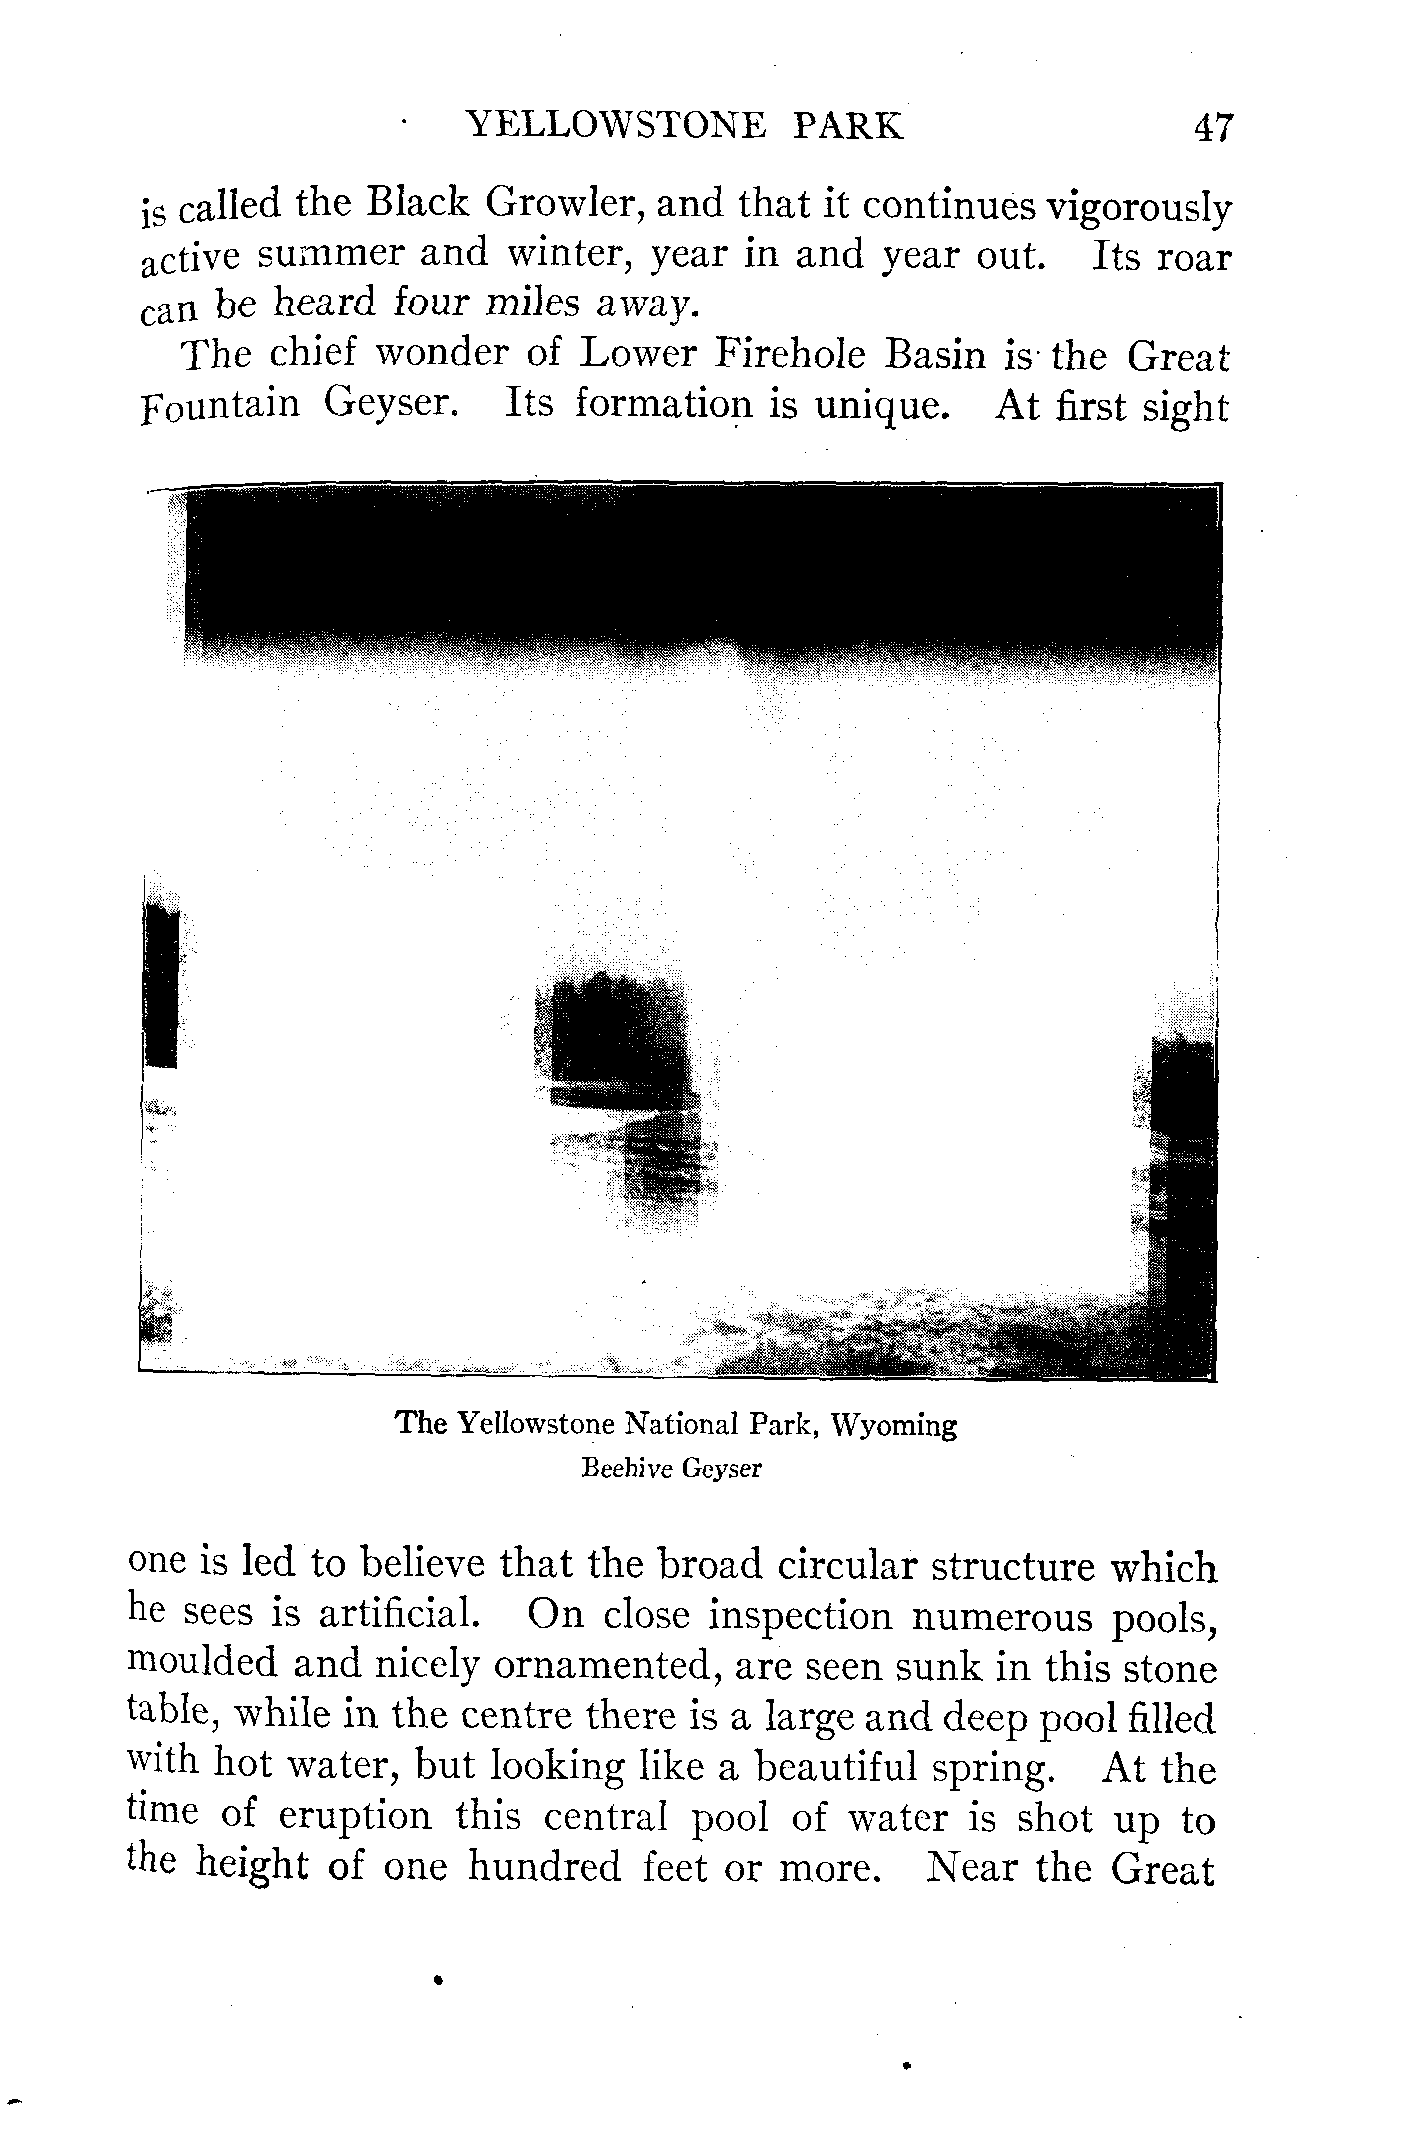 YELLOWSTONE PARK 47
is called the Black Growler, and that it continues vigorously
active summer and winter, year in and year out. Its roar
can be heard four miles away.
The chief wonder of Lower Firehole Basin is the Great
Fountain Geyser. Its formation is unique. At first sight
The Yellowstone National Park, Wyoming
Beehive Geyser
one is led to believe that the broad circular structure which
he sees is artificial. On close inspection numerous pools,
moulded and nicely ornamented, are seen sunk in this stone
table, while in the centre there is a large and deep pool filled
with hot water, but looking like a beautiful spring. At the
time of eruption this central pool of water is shot up to
the height of one hundred feet or more. Near the Great